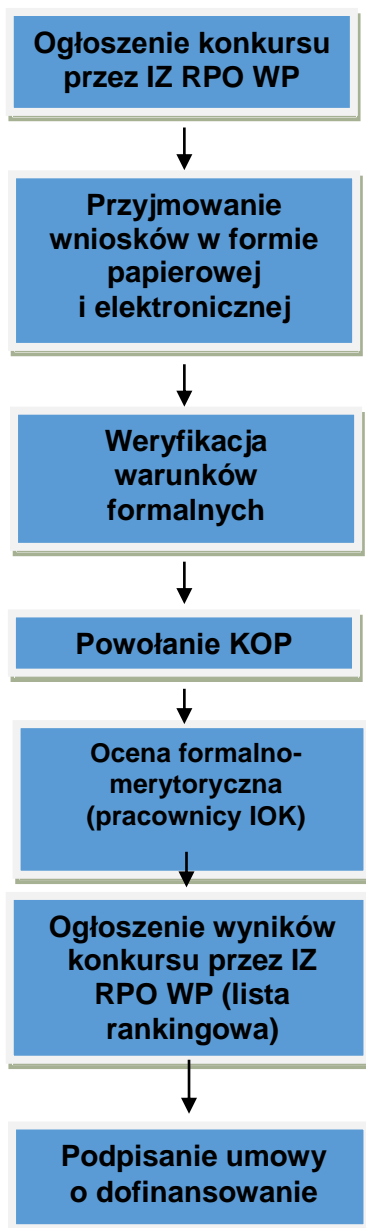 Ogłoszenie konkursu
przez IZ RPO WP
Przyjmowanie
wniosków w formie
papierowej
i elektronicznej
Weryfikacja
warunków
formalnych
Powołanie KOP
Ocena formalno-
merytoryczna
(pracownicy IOK)
Ogłoszenie wyników
konkursu przez IZ
RPO WP (lista
rankingowa)
Podpisanie umowy
o dofinansowanie